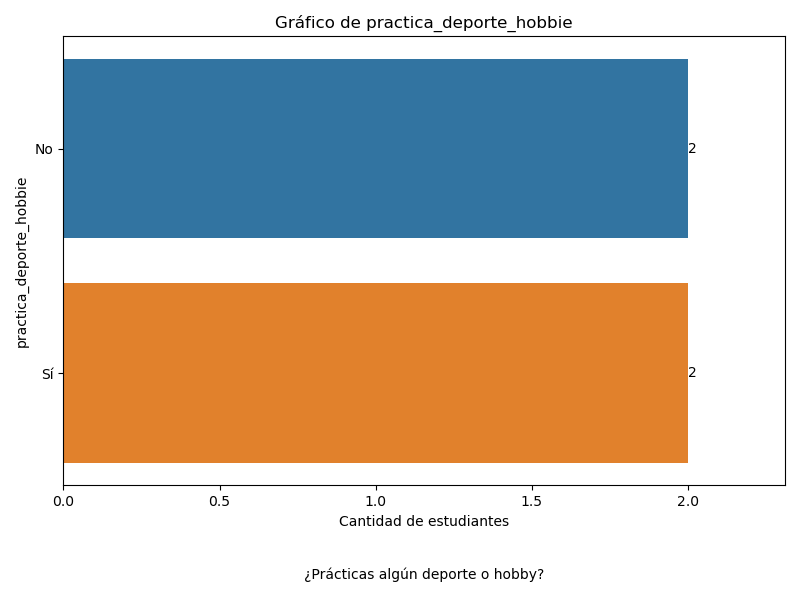 Gráfico de practica_deporte_hobbie
practica_deporte_hobbie
No
2
Sí
2
0.0 0.5 1.0 1.5 2.0
Cantidad de estudiantes
¿Prácticas algún deporte o hobby?